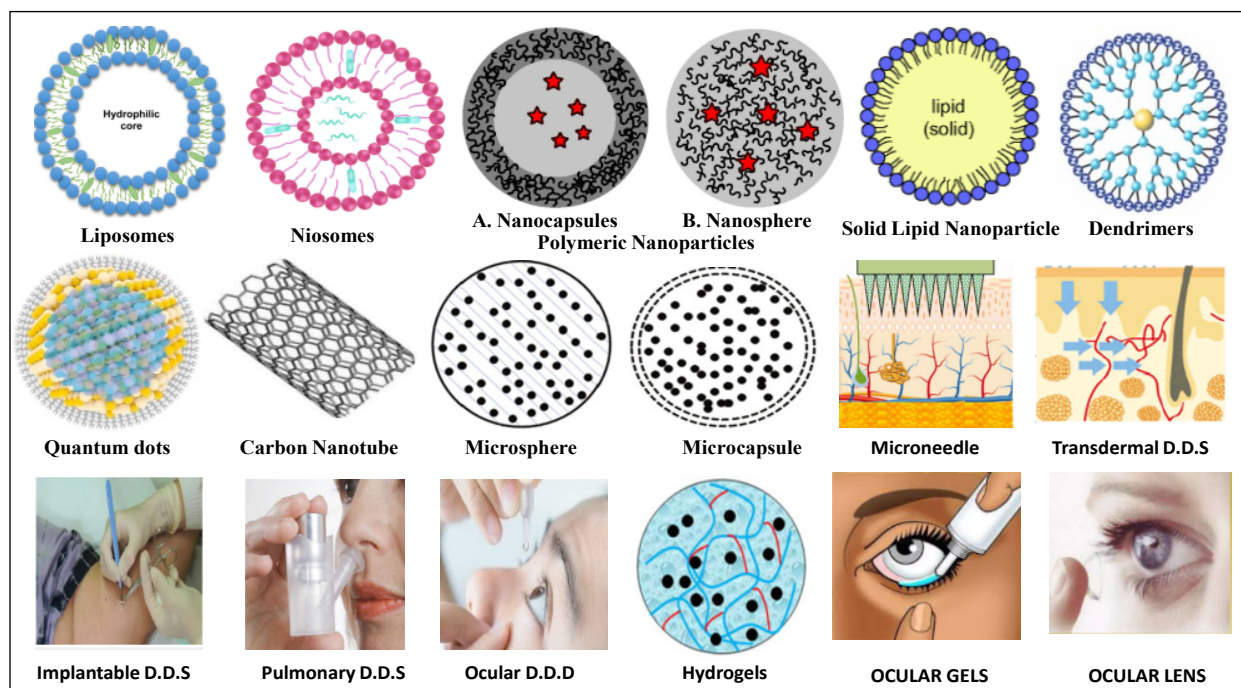 Hydrophilic
core
lipid
(solid)
Liposomes
Niosomes
A. Nanocapsules
B. Nanosphere
Polymeric Nanoparticles
Solid Lipid Nanoparticle
Dendrimers
Quantum dots
Carbon Nanotube
Microsphere
Microcapsule
Microneedle
Transdermal D.D.S
Implantable D.D.S
Pulmonary D.D.S
Ocular D.D.D
Hydrogels
OCULAR GELS
OCULAR LENS